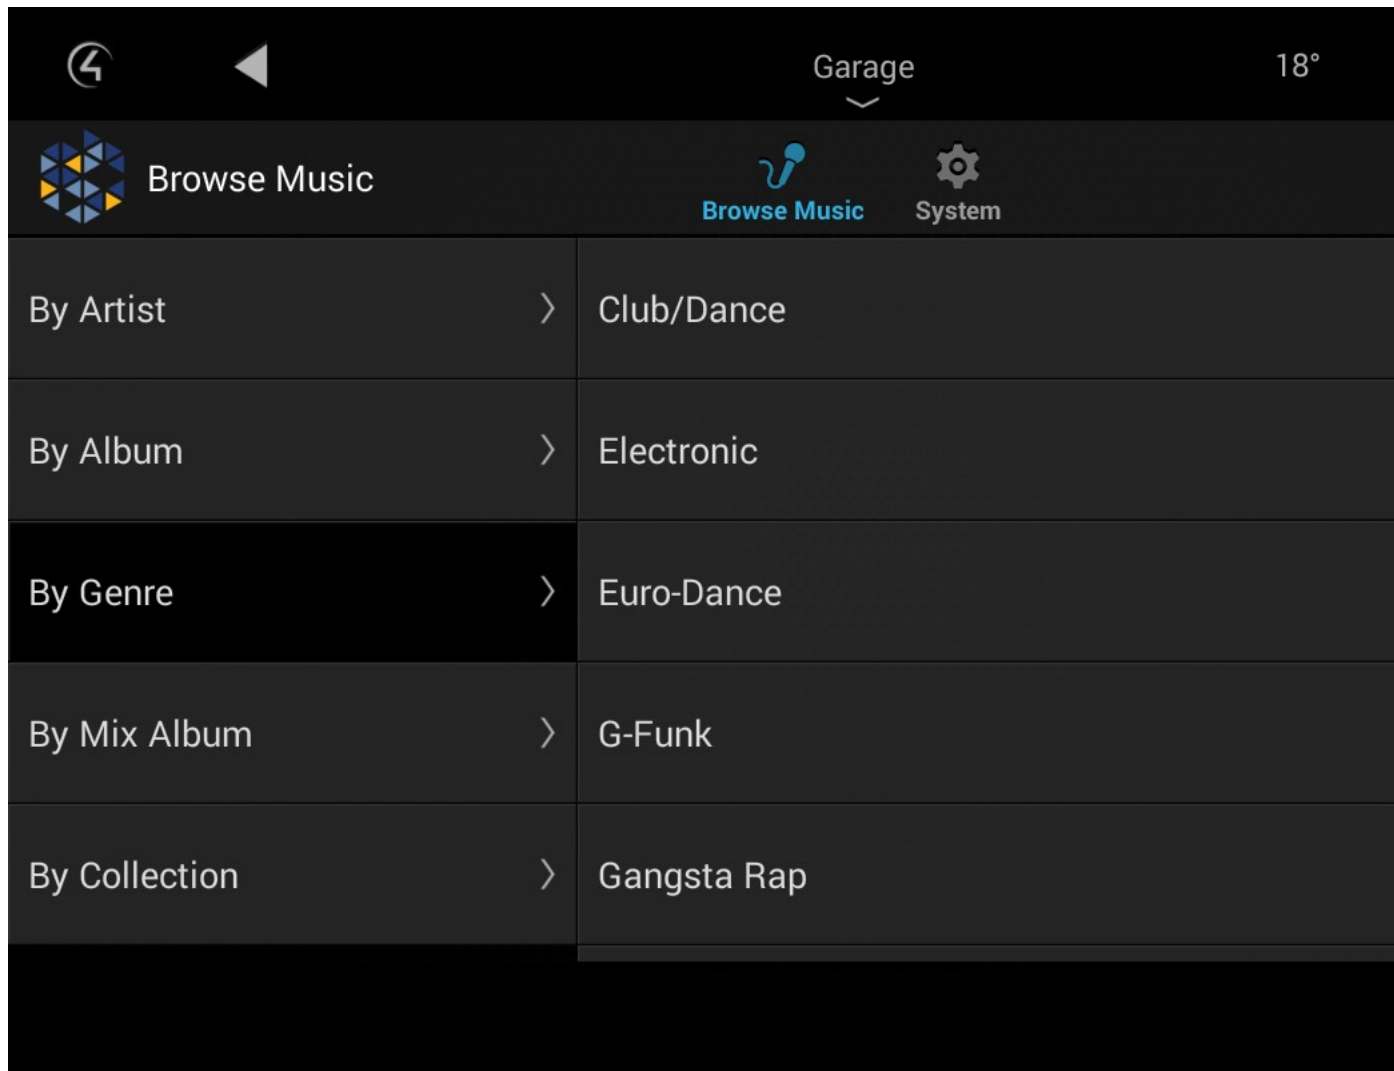 Garage
18°
Browse Music
Browse Music
System
By Artist
Club/Dance
By Album
Electronic
By Genre
Euro-Dance
By Mix Album
G-Funk
By Collection
Gangsta Rap